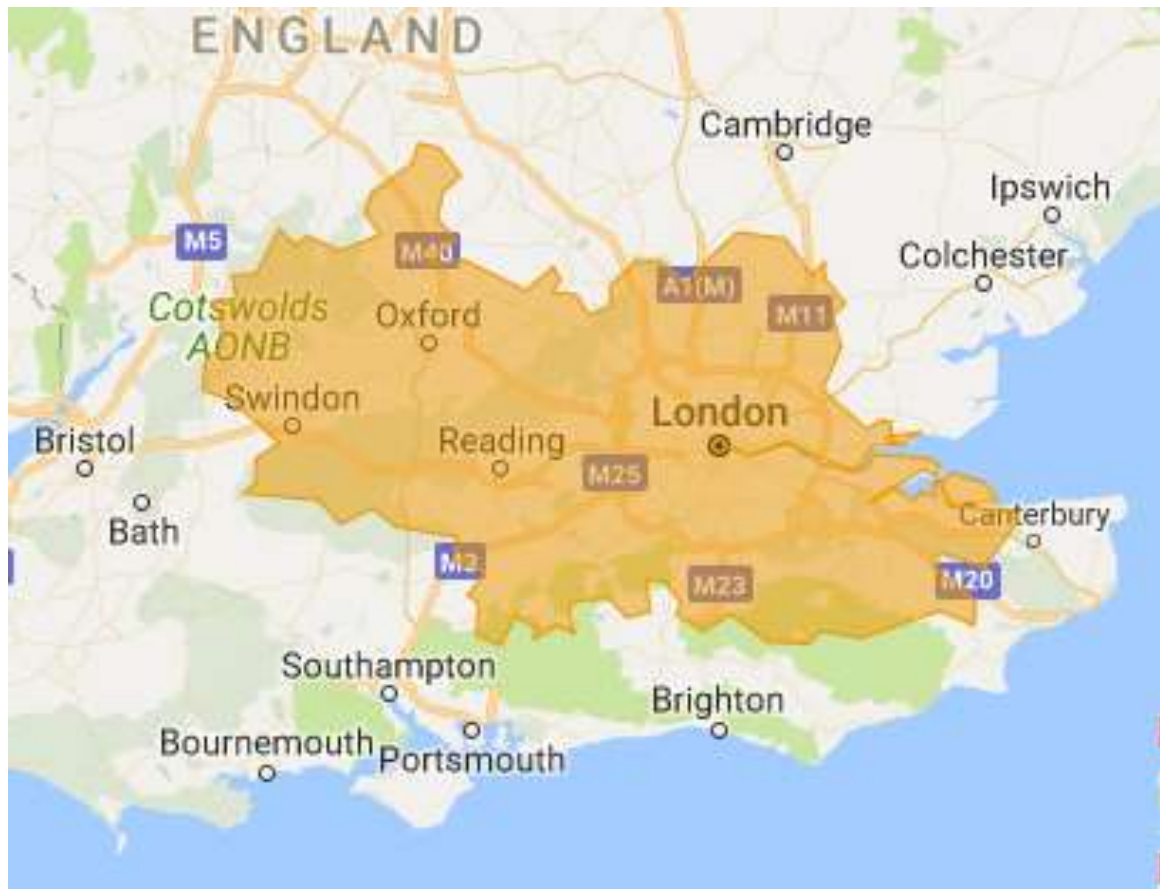 ENGLAND
Cambridge
Ipswich
M5
M40
Colchester
A1(M)
Cotswolds
AONB
Oxford
M11
Swindon
London
Bristol
Reading
M25
Bath
Canterbury
M3
M23
M20
Southampton
Brighton
Bournemouth
Portsmouth